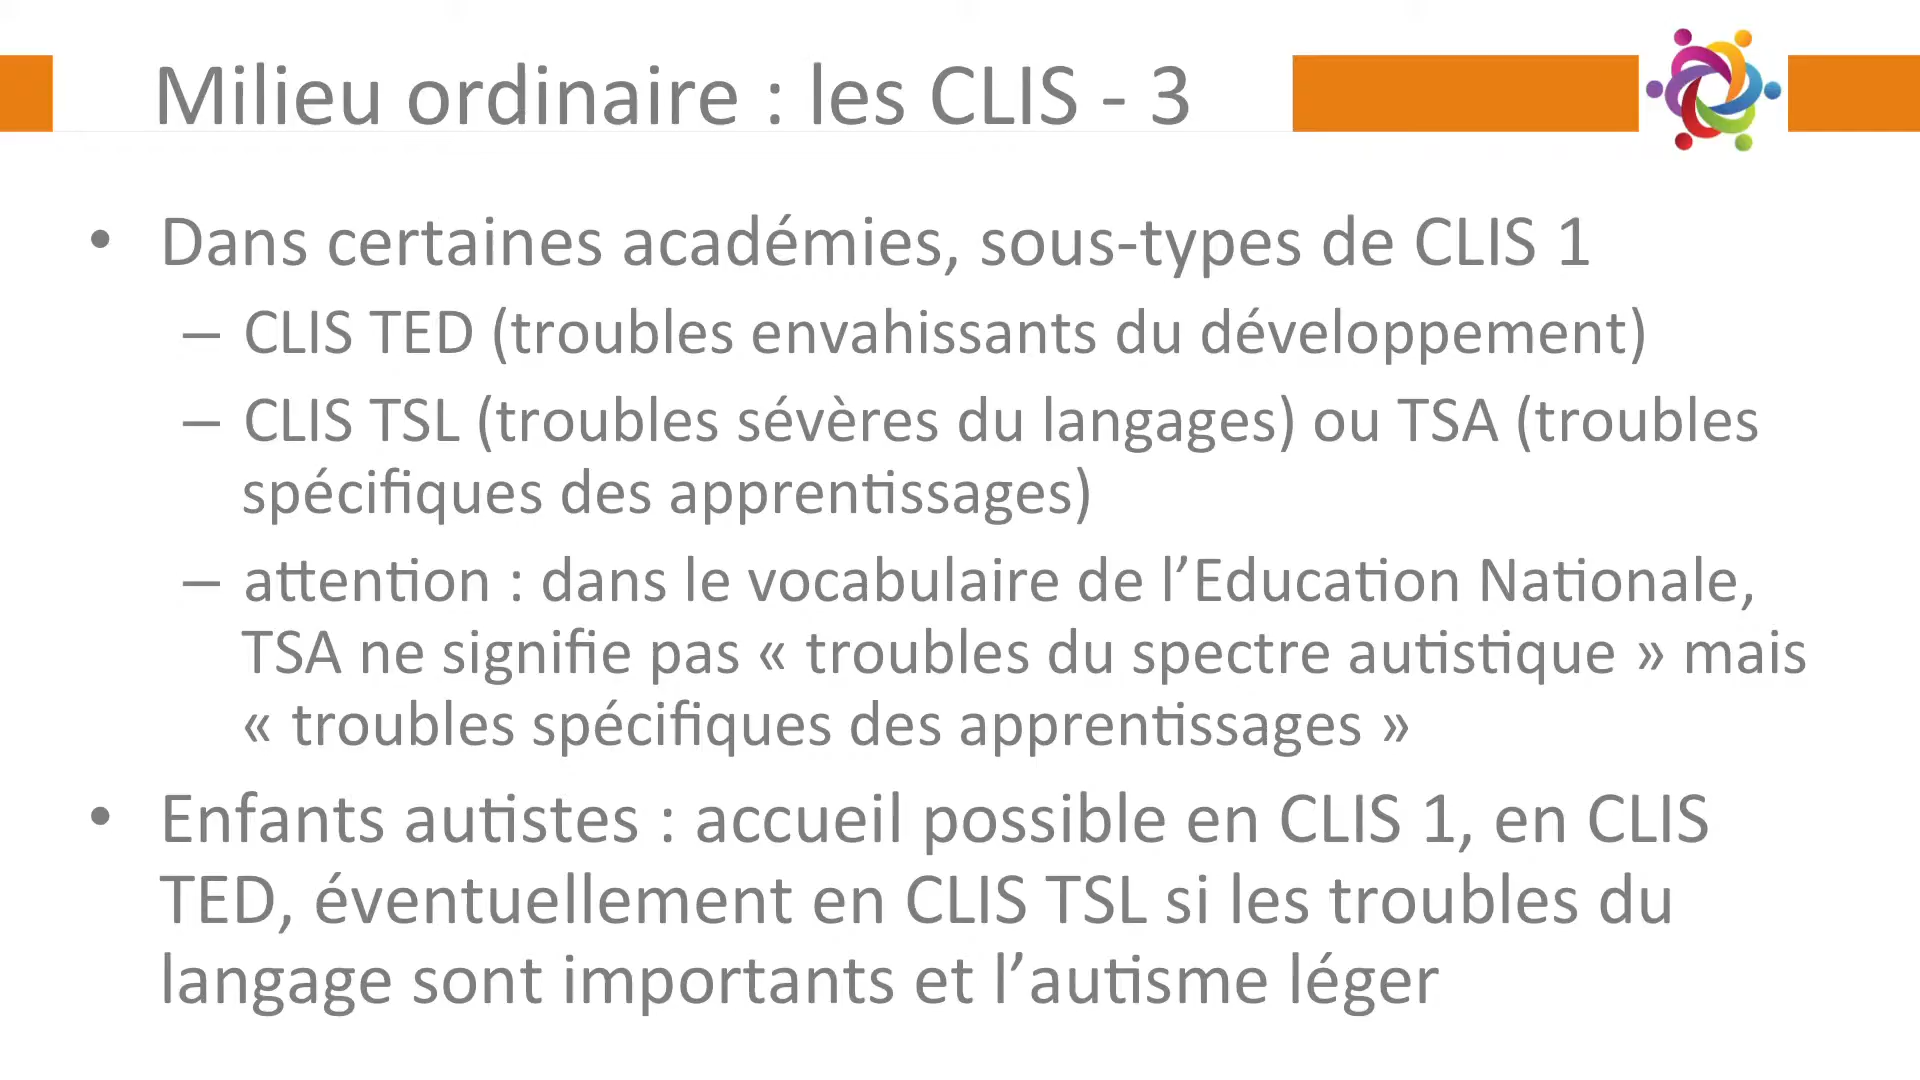 Milieu ordinaire : les CLIS - 3
• Dans certaines académies, sous-types de CLIS 1
– CLIS TED (troubles envahissants du développement)
– CLIS TSL (troubles sévères du langages) ou TSA (troubles
spécifiques des apprentissages)
– attention : dans le vocabulaire de l’Education Nationale,
TSA ne signifie pas « troubles du spectre autistique » mais
« troubles spécifiques des apprentissages »
• Enfants autistes : accueil possible en CLIS 1, en CLIS
TED, éventuellement en CLIS TSL si les troubles du
langage sont importants et l’autisme léger